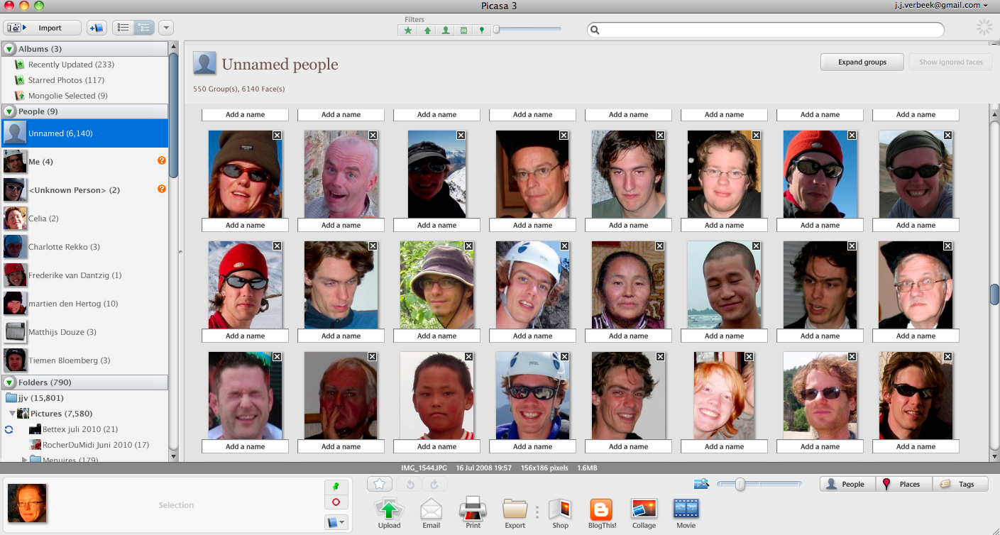 Picasa 3
j.j.verbeek@gmail.com
Import
Filters
Albums (3)
Recently Updated (233)
Starred Photos (117)
Mongolie Selected (9)
People (9)
Unnamed (6,140)
Me (4)
<Unknown Person> (2)
Celia (2)
Charlotte Rekko (3)
Frederike van Dantzig (1)
martien den Hertog (10)
Matthijs Douze (3)
Tiemen Bloemberg (3)
Folders (790)
jjv (15,801)
Pictures (7,580)
Bettex juli 2010 (21)
RocherDuMidi Juni 2010 (17)
Menuires (179)
Unnamed people
Expand groups
Show ignored faces
550 Group(s), 6140 Face(s)
Add a name Add a name Add a name Add a name Add a name Add a name Add a name Add a name
Add a name Add a name Add a name Add a name Add a name Add a name Add a name Add a name
Add a name Add a name Add a name Add a name Add a name Add a name Add a name Add a name
Add a name Add a name Add a name Add a name Add a name Add a name Add a name Add a name
IMG_1544.JPG 16 Jul 2008 19:57 156x186 pixels 1.6MB
Selection
People Places Tags
Upload Email Print Export Shop BlogThis! Collage Movie